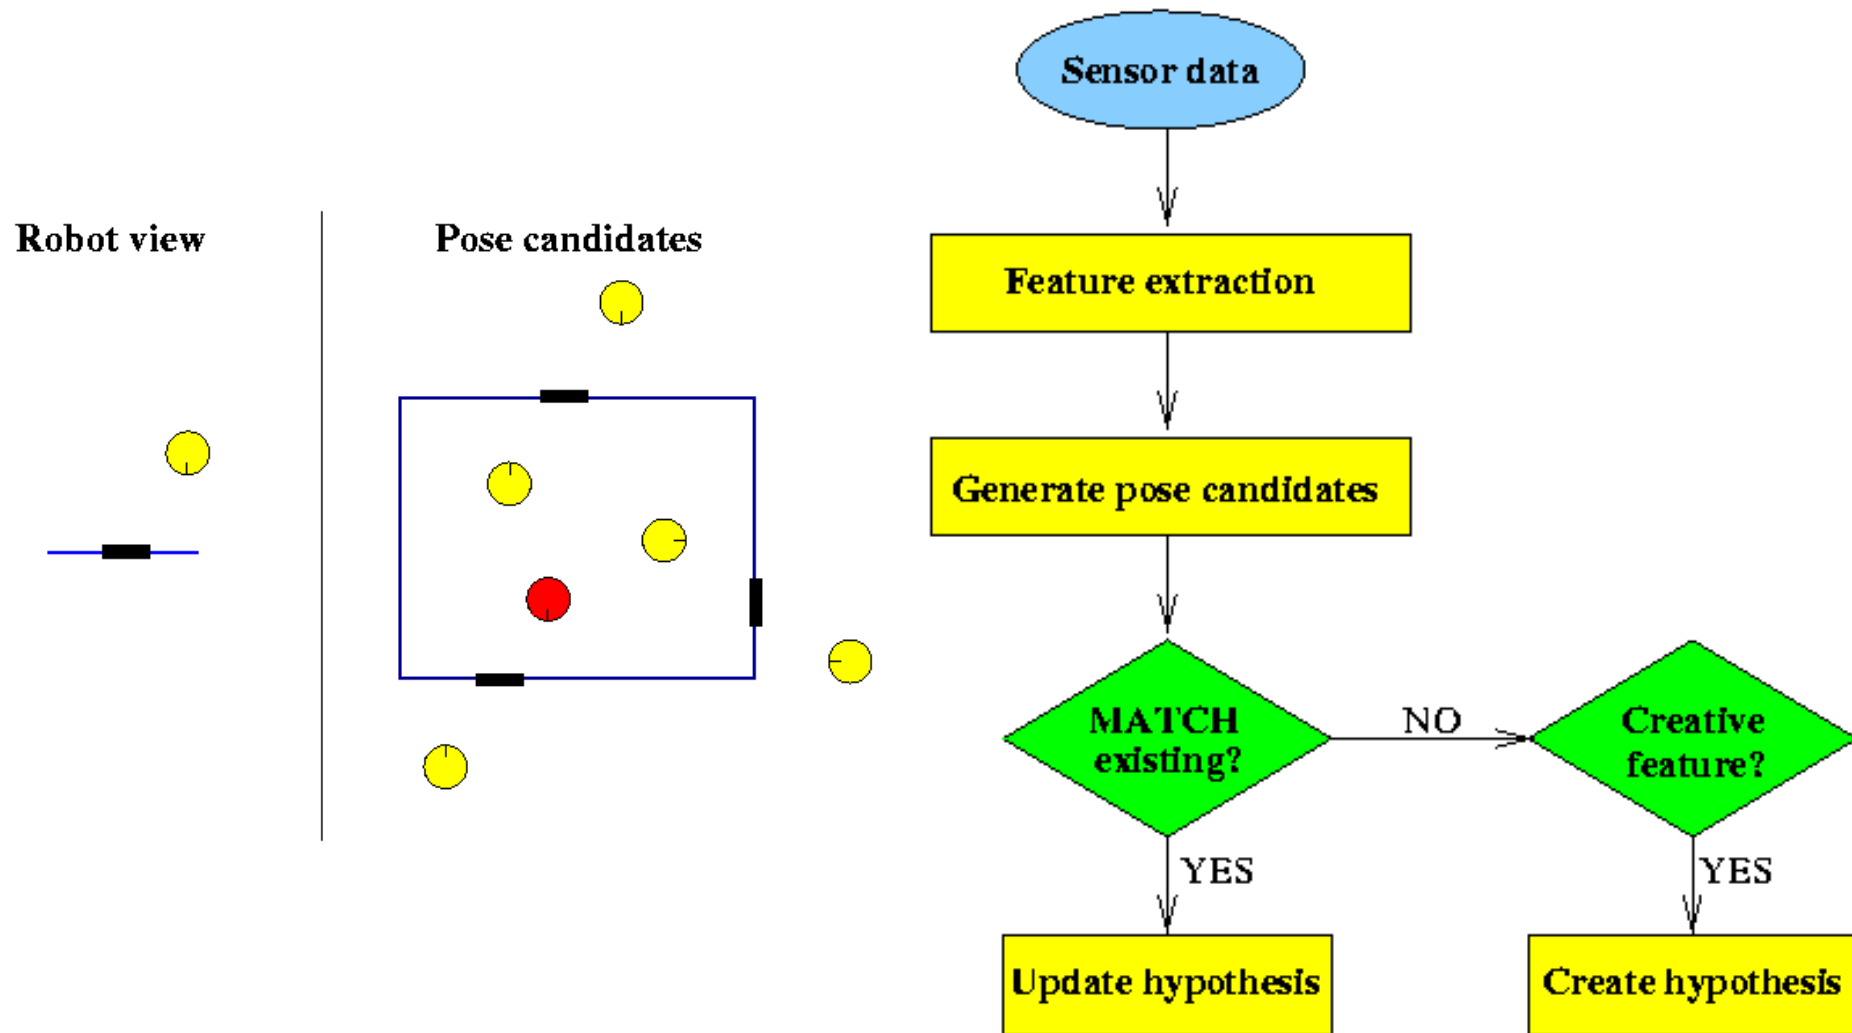 Robot view
Pose candidates
Sensor data
Feature extraction
Generate pose candidates
MATCH
existing?
NO
Creative
feature?
YES
YES
Update hypothesis
Create hypothesis